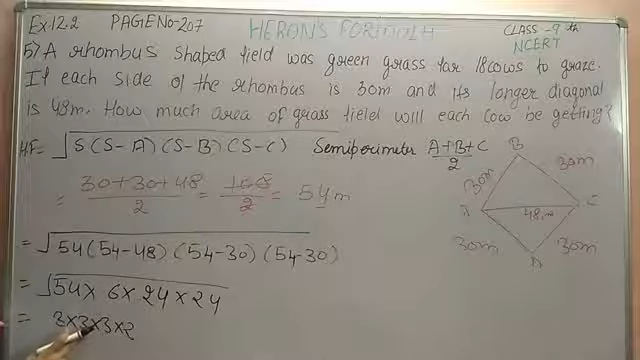 Ex.12.2 PAGENO-207 HERON'S FORMULA CLASS-9th
NCERT
5) A rhombus shaped field was green grass for 18 cows to graze.
If each side of the rhombus is 30m and its longer diagonal
is 48m. How much area of grass field will each cow be getting?
HF= √S(S-A)(S-B)(S-C) Semiperimeter A+B+C/2
= 30+30+48/2 = 108/2 = 54m
= √54(54-48)(54-30)(54-30)
= √54×6×24×24
= 3×3×3×2
B
30m 30m
A 48m C
30m 30m
D